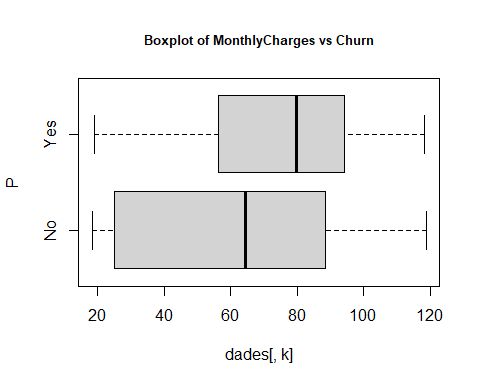 Boxplot of MonthlyCharges vs Churn
P
Yes
No
20 40 60 80 100 120
dades[, k]